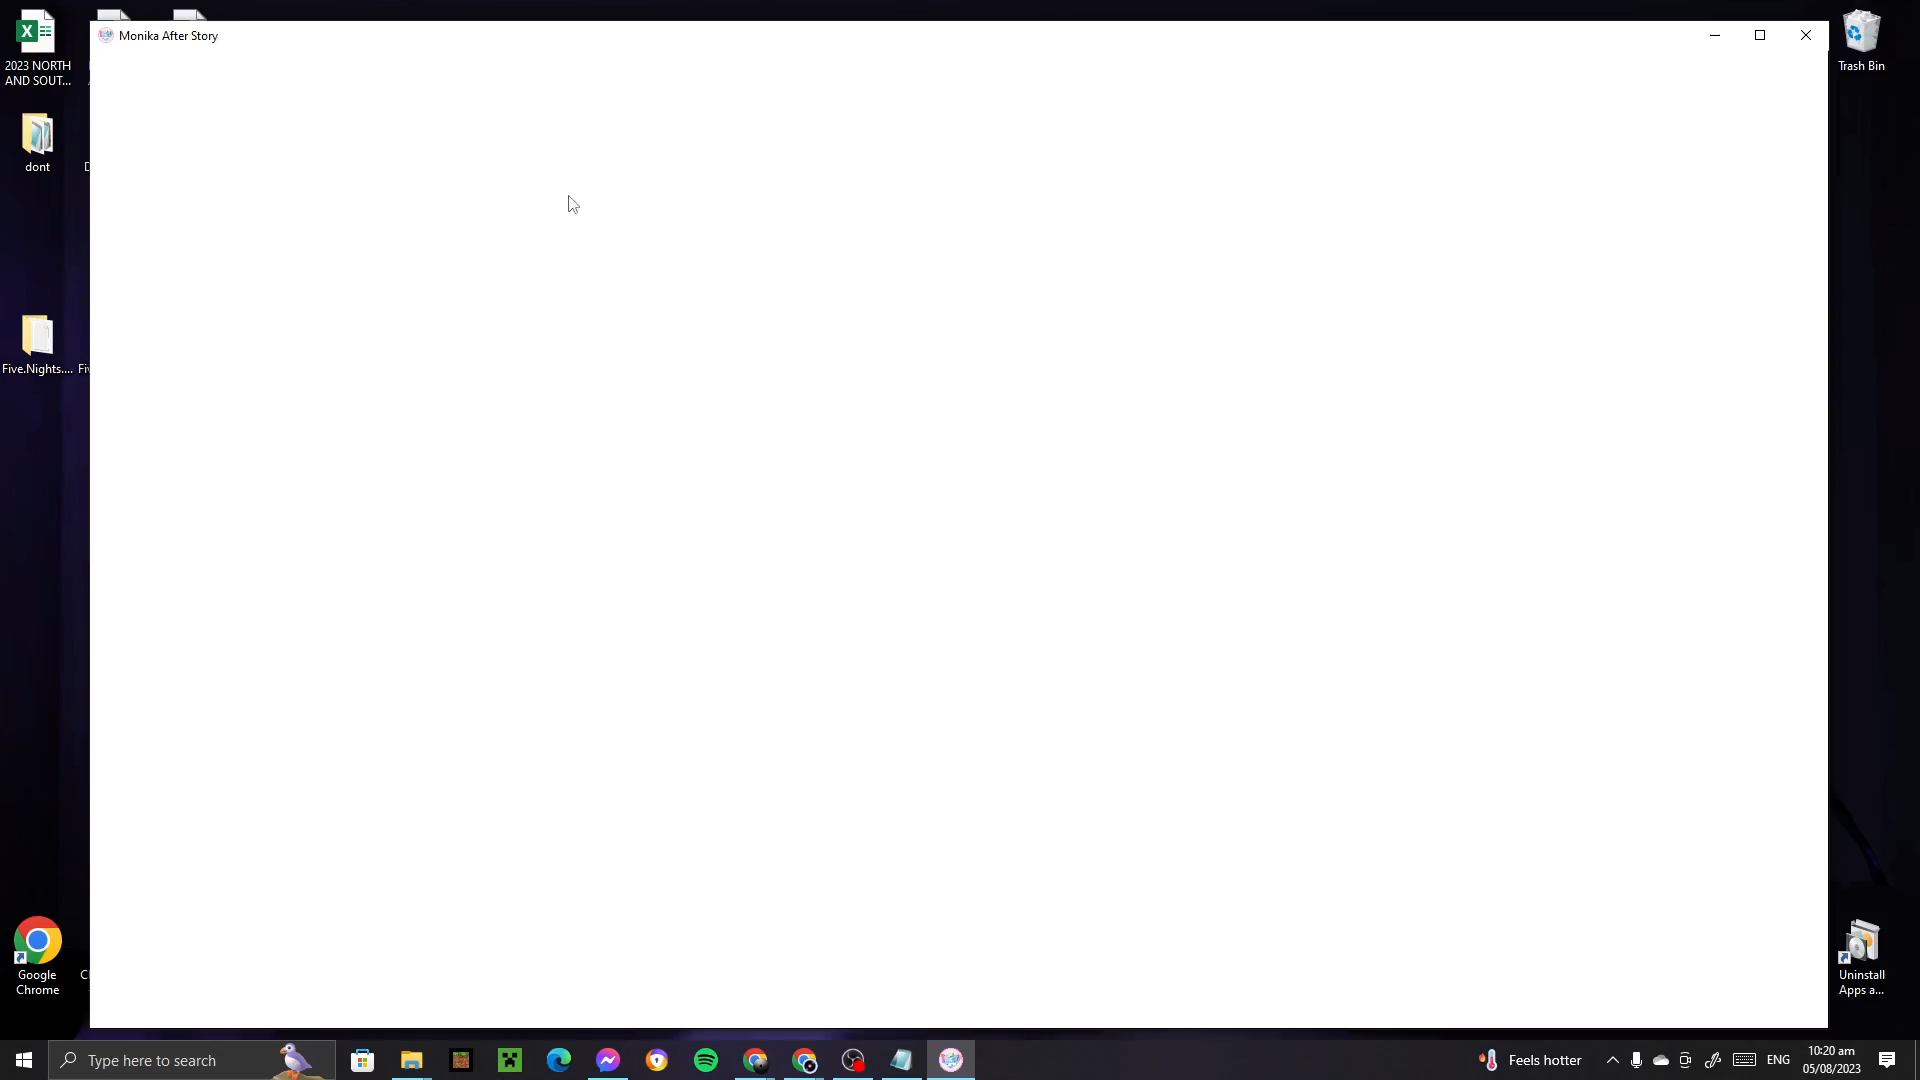 Monika After Story
2023 NORTH
AND SOUT...
dont
D
Five.Nights....
Fiv
Google
Chrome
Trash Bin
Uninstall
Apps a...
Type here to search
Feels hotter
ENG
10:20 am
05/08/2023